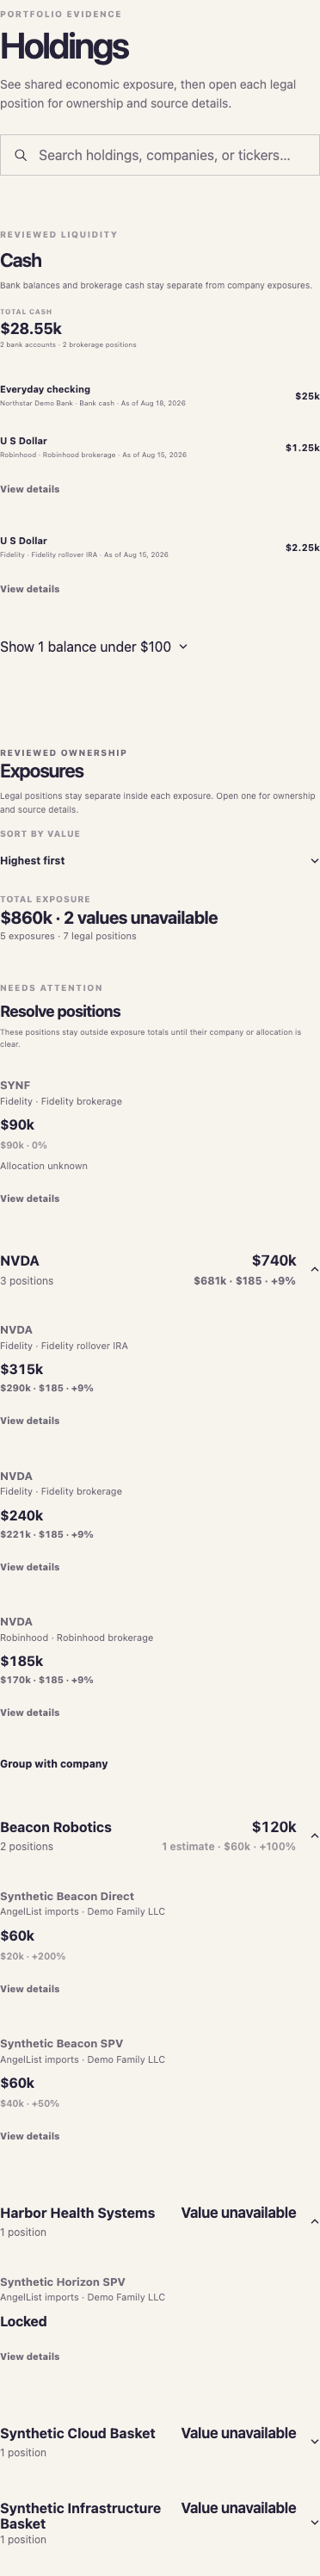 PORTFOLIO EVIDENCE
Holdings
See shared economic exposure, then open each legal
position for ownership and source details.
Search holdings, companies, or tickers...
REVIEWED LIQUIDITY
Cash
Bank balances and brokerage cash stay separate from company exposures.
TOTAL CASH
$28.55k
2 bank accounts · 2 brokerage positions
Everyday checking
$25k
Northstar Demo Bank · Bank cash · As of Aug 18, 2026
U S Dollar
$1.25k
Robinhood · Robinhood brokerage · As of Aug 15, 2026
View details
U S Dollar
$2.25k
Fidelity · Fidelity rollover IRA · As of Aug 15, 2026
View details
Show 1 balance under $100
REVIEWED OWNERSHIP
Exposures
Legal positions stay separate inside each exposure. Open one for ownership
and source details.
SORT BY VALUE
Highest first
TOTAL EXPOSURE
$860k · 2 values unavailable
5 exposures · 7 legal positions
NEEDS ATTENTION
Resolve positions
These positions stay outside exposure totals until their company or allocation is
clear.
SYNF
Fidelity · Fidelity brokerage
$90k
$90k · 0%
Allocation unknown
View details
NVDA $740k
3 positions $681k · $185 · +9%
NVDA
Fidelity · Fidelity rollover IRA
$315k
$290k · $185 · +9%
View details
NVDA
Fidelity · Fidelity brokerage
$240k
$221k · $185 · +9%
View details
NVDA
Robinhood · Robinhood brokerage
$185k
$170k · $185 · +9%
View details
Group with company
Beacon Robotics $120k
2 positions 1 estimate · $60k · +100%
Synthetic Beacon Direct
AngelList imports · Demo Family LLC
$60k
$20k · +200%
View details
Synthetic Beacon SPV
AngelList imports · Demo Family LLC
$60k
$40k · +50%
View details
Harbor Health Systems Value unavailable
1 position
Synthetic Horizon SPV
AngelList imports · Demo Family LLC
Locked
View details
Synthetic Cloud Basket Value unavailable
1 position
Synthetic Infrastructure Value unavailable
Basket
1 position